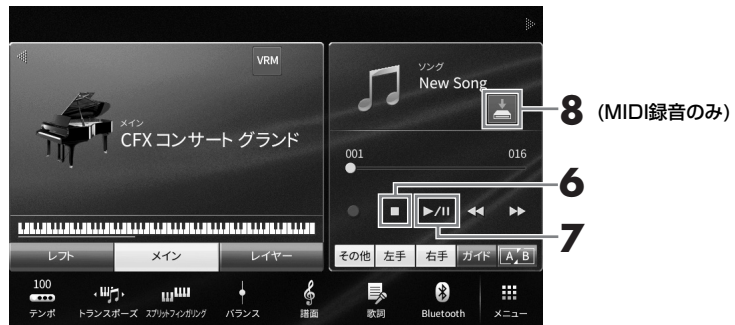 VRM
メイン
CFX コンサート グランド
ソング
New Song
8 (MIDI録音のみ)
001 016
6
7
レフト メイン レイヤー
その他 左手 右手 ガイド A B
100
テンポ トランスポーズ スプリットフィンガリング バランス 譜面 歌詞 Bluetooth メニュー